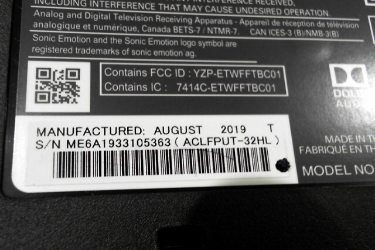 INCLUDING INTERFERENCE THAT MAY CAUSE UNDESIRED OPERATION.
Analog and Digital Television Receiving Apparatus - Appareil de réception de télévision
analogique et numérique, Canada BETS-7 / NTMR-7. CAN ICES-3 (B)/NMB-3(B)
Sonic Emotion and the Sonic Emotion logo symbol are
registered trademarks of sonic emotion ag.
Contains FCC ID : YZP-ETWFFTBC01
Contains IC : 7414C-ETWFFTBC01
DOLBY
AUDIO
MANUFACTURED: AUGUST 2019 T
S/N ME6A1933105363 ( ACLFPUT-32HL )
MADE IN
FABRI
MODEL NO